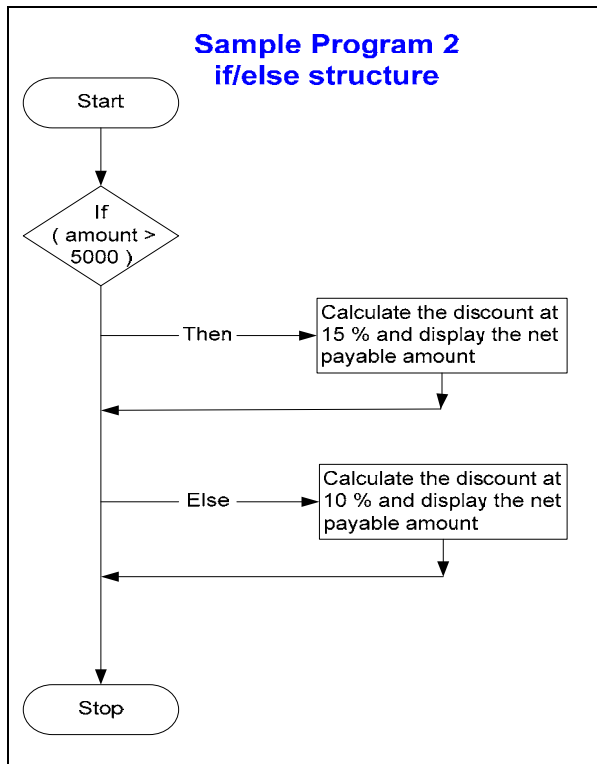 Sample Program 2
if/else structure
Start
If
( amount >
5000 )
Then
Calculate the discount at
15 % and display the net
payable amount
Else
Calculate the discount at
10 % and display the net
payable amount
Stop